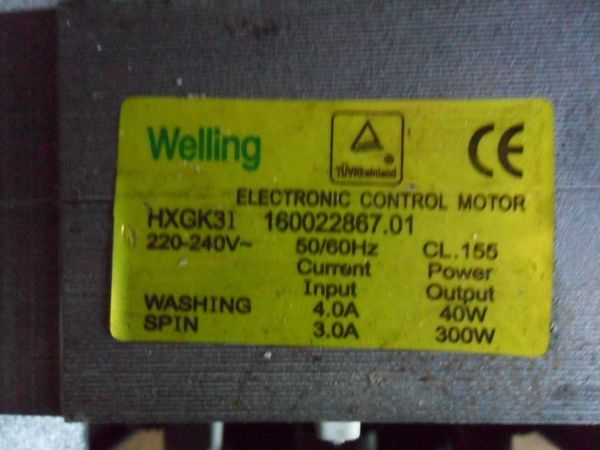 Welling
TÜVRheinland
®
CE
ELECTRONIC CONTROL MOTOR
HXGK3I 160022867.01
220-240V~ 50/60Hz CL.155
Current Power
Input Output
WASHING 4.0A 40W
SPIN 3.0A 300W